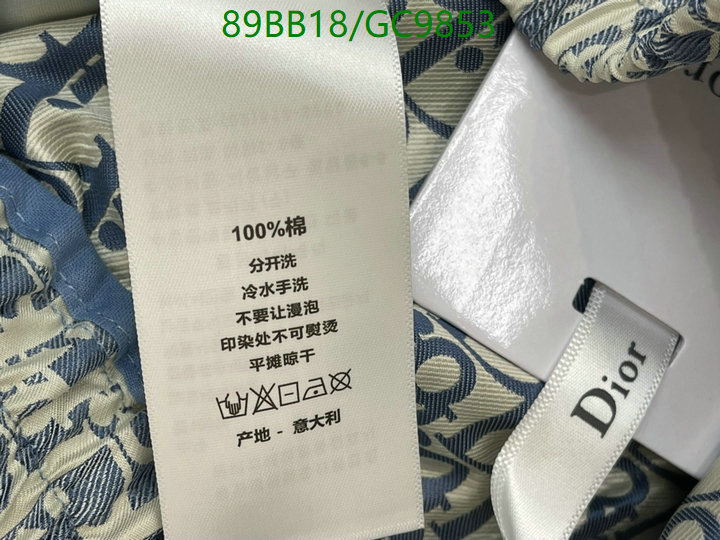 89BB18/GC9853
100%棉
分开洗
冷水手洗
不要让漫泡
印染处不可熨烫
平摊晾干
产地 - 意大利
Dior